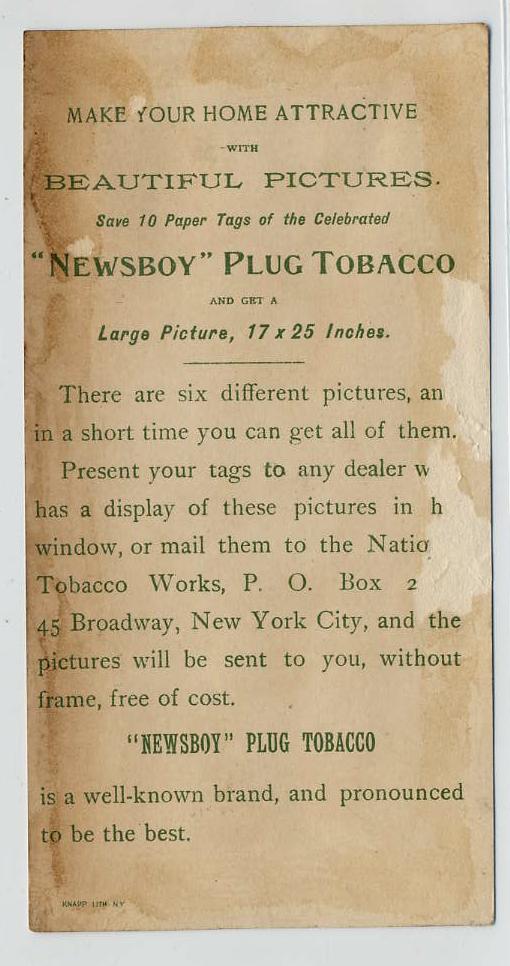 MAKE YOUR HOME ATTRACTIVE
-WITH
BEAUTIFUL PICTURES.
Save 10 Paper Tags of the Celebrated
"NEWSBOY" PLUG TOBACCO
AND GET A
Large Picture, 17 x 25 Inches.
There are six different pictures, an
in a short time you can get all of them.
Present your tags to any dealer w
has a display of these pictures in h
window, or mail them to the Natio
Tobacco Works, P. O. Box 2
45 Broadway, New York City, and the
pictures will be sent to you, without
frame, free of cost.
"NEWSBOY" PLUG TOBACCO
is a well-known brand, and pronounced
to be the best.
KNAPP LITH NY